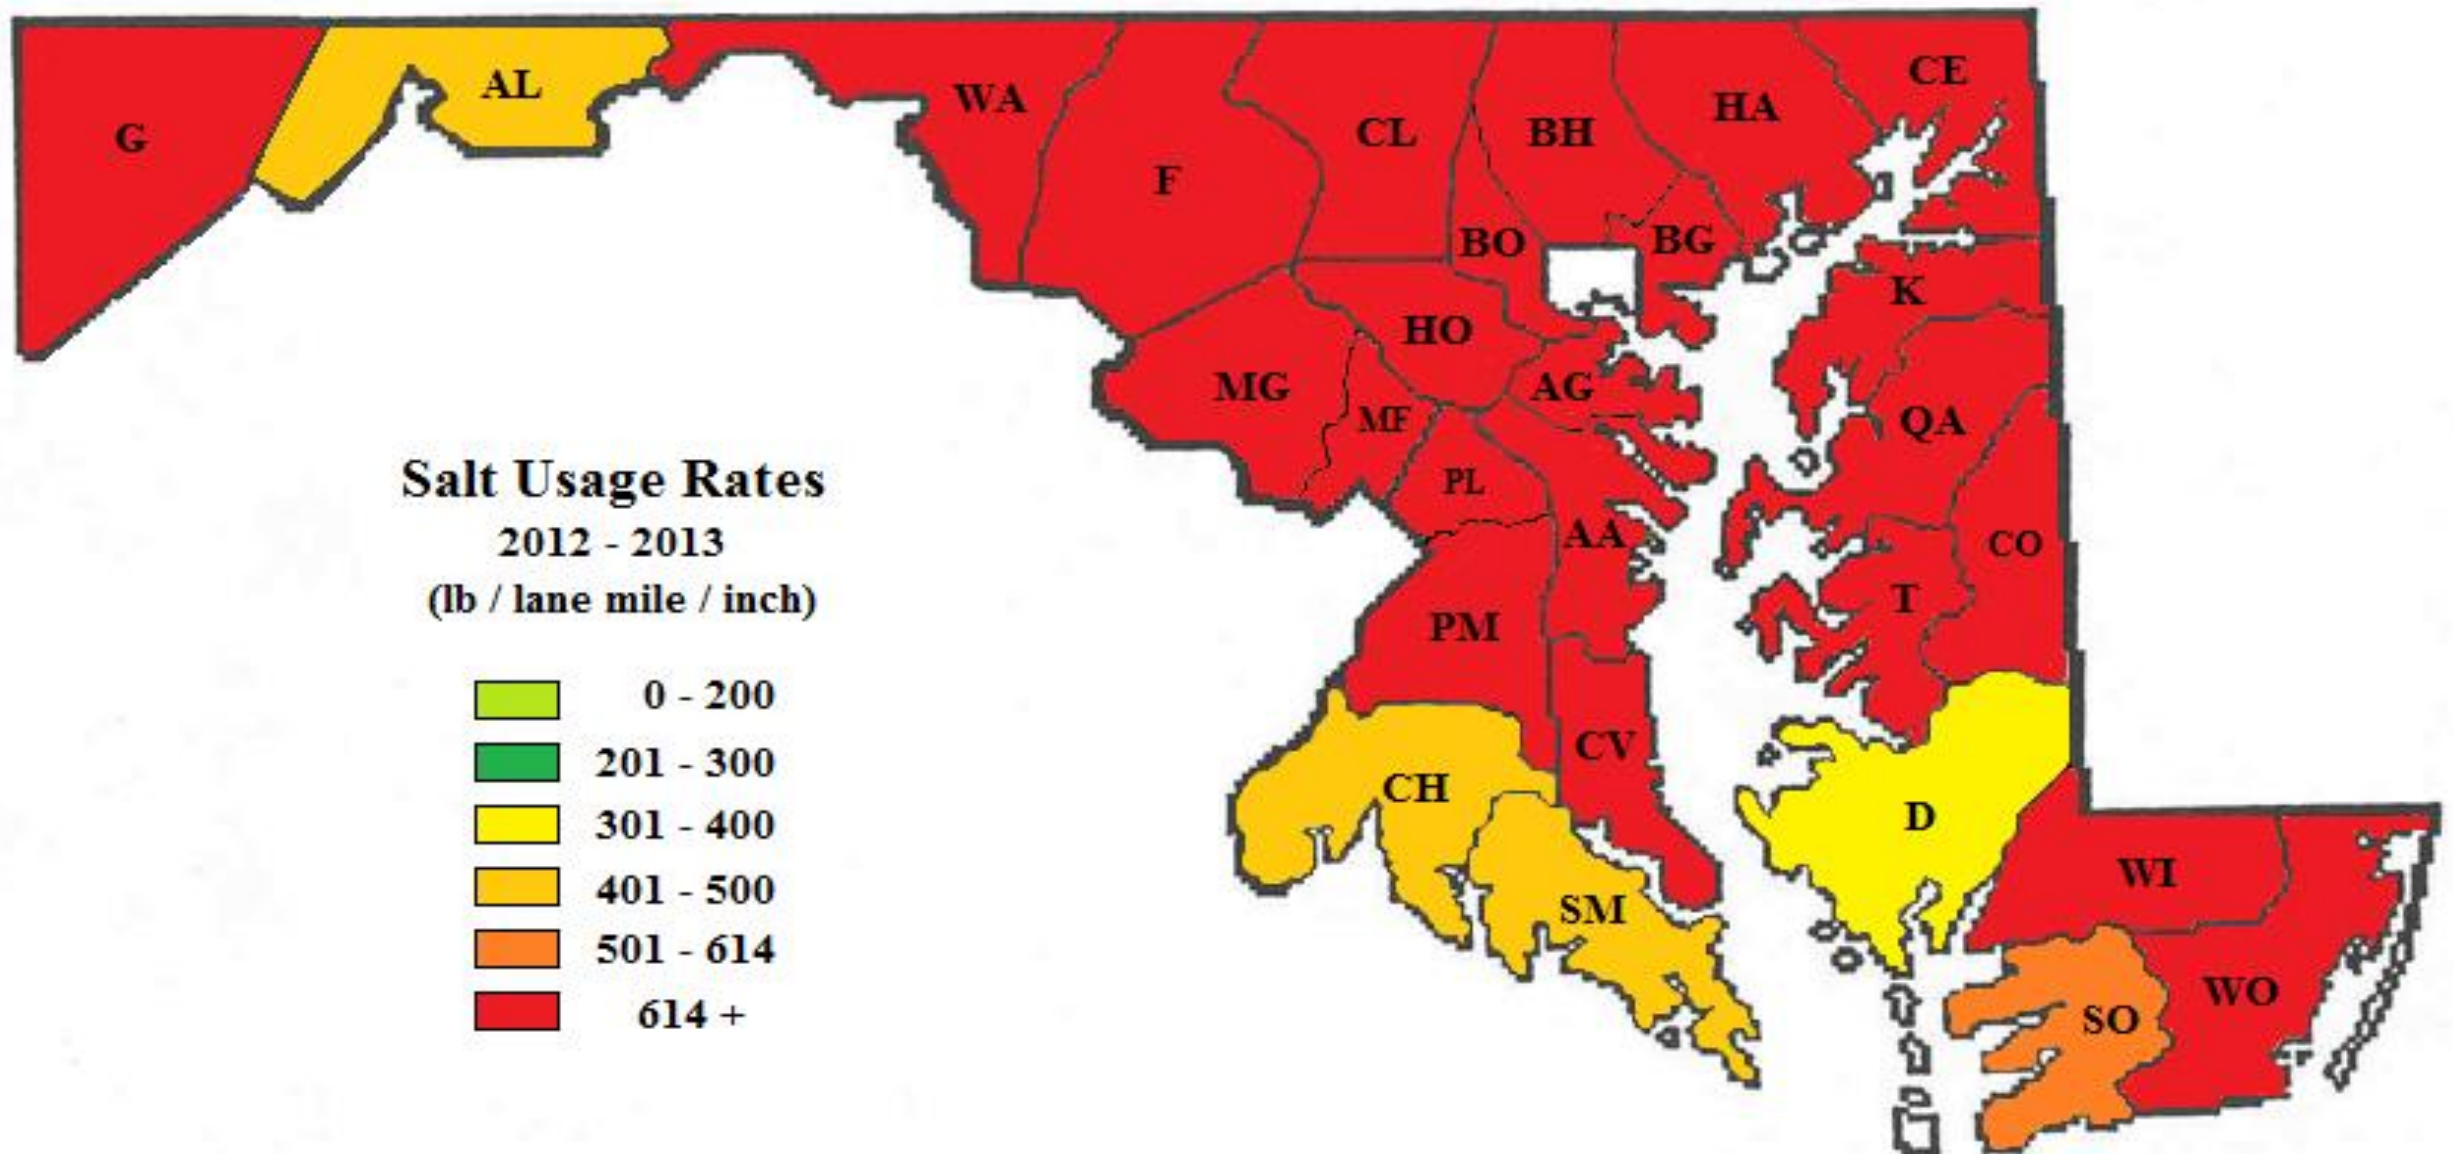 CE
AL
WA
HA
G
CL
BH
F
BO
BG
K
HO
MG
AG
MF
QA
Salt Usage Rates
PL
2012 - 2013
AA
CO
(lb / lane mile / inch)
T
PM
0 - 200
CV
201 - 300
CH
D
301 - 400
WI
401 - 500
SM
501 - 614
WO
614 +
SO